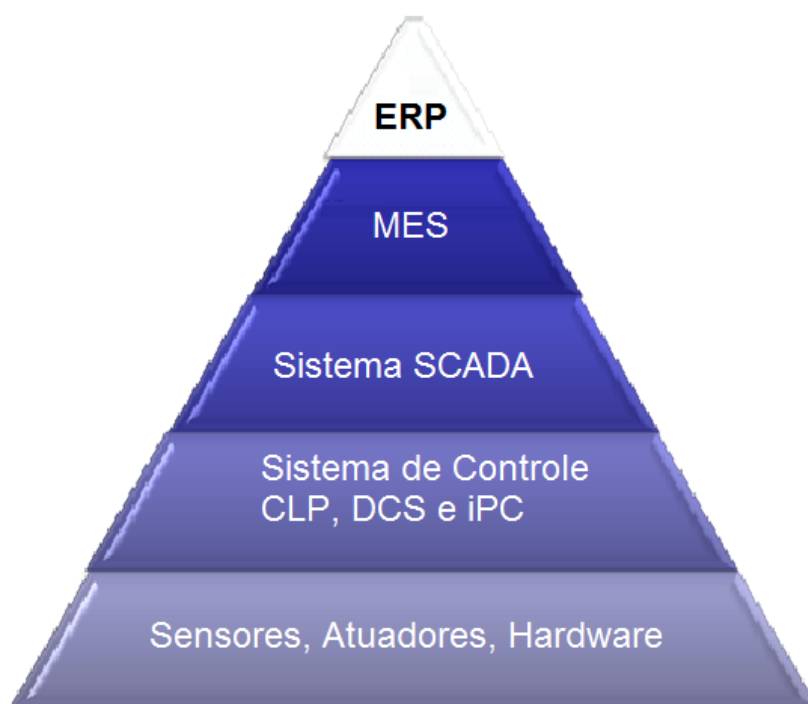 ERP
MES
Sistema SCADA
Sistema de Controle
CLP, DCS e iPC
Sensores, Atuadores, Hardware